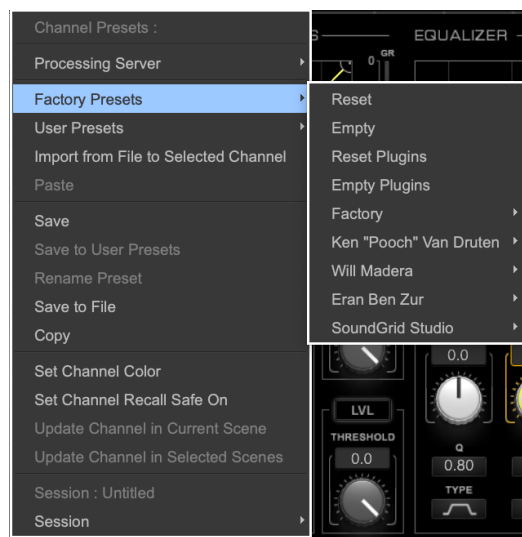 Channel Presets :
Processing Server
Factory Presets
User Presets
Import from File to Selected Channel
Paste
Save
Save to User Presets
Rename Preset
Save to File
Copy
Set Channel Color
Set Channel Recall Safe On
Update Channel in Current Scene
Update Channel in Selected Scenes
Session : Untitled
Session
S
EQUALIZER
0
GR
Reset
Empty
Reset Plugins
Empty Plugins
Factory
Ken "Pooch" Van Druten
Will Madera
Eran Ben Zur
SoundGrid Studio
0.0
LVL
THRESHOLD
0.0
Q
0.80
TYPE